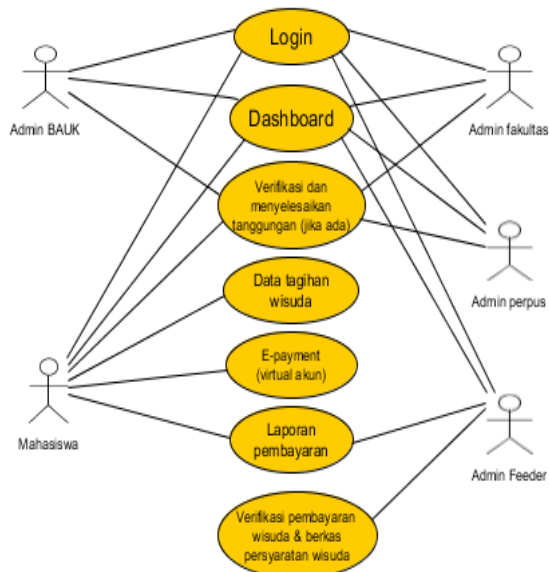 Login
Admin BAUK
Dashboard
Admin fakultas
Verifikasi dan
menyelesaikan
tanggungan (jika ada)
Admin perpus
Data tagihan
wisuda
E-payment
(virtual akun)
Mahasiswa
Laporan
pembayaran
Admin Feeder
Verifikasi pembayaran
wisuda & berkas
persyaratan wisuda